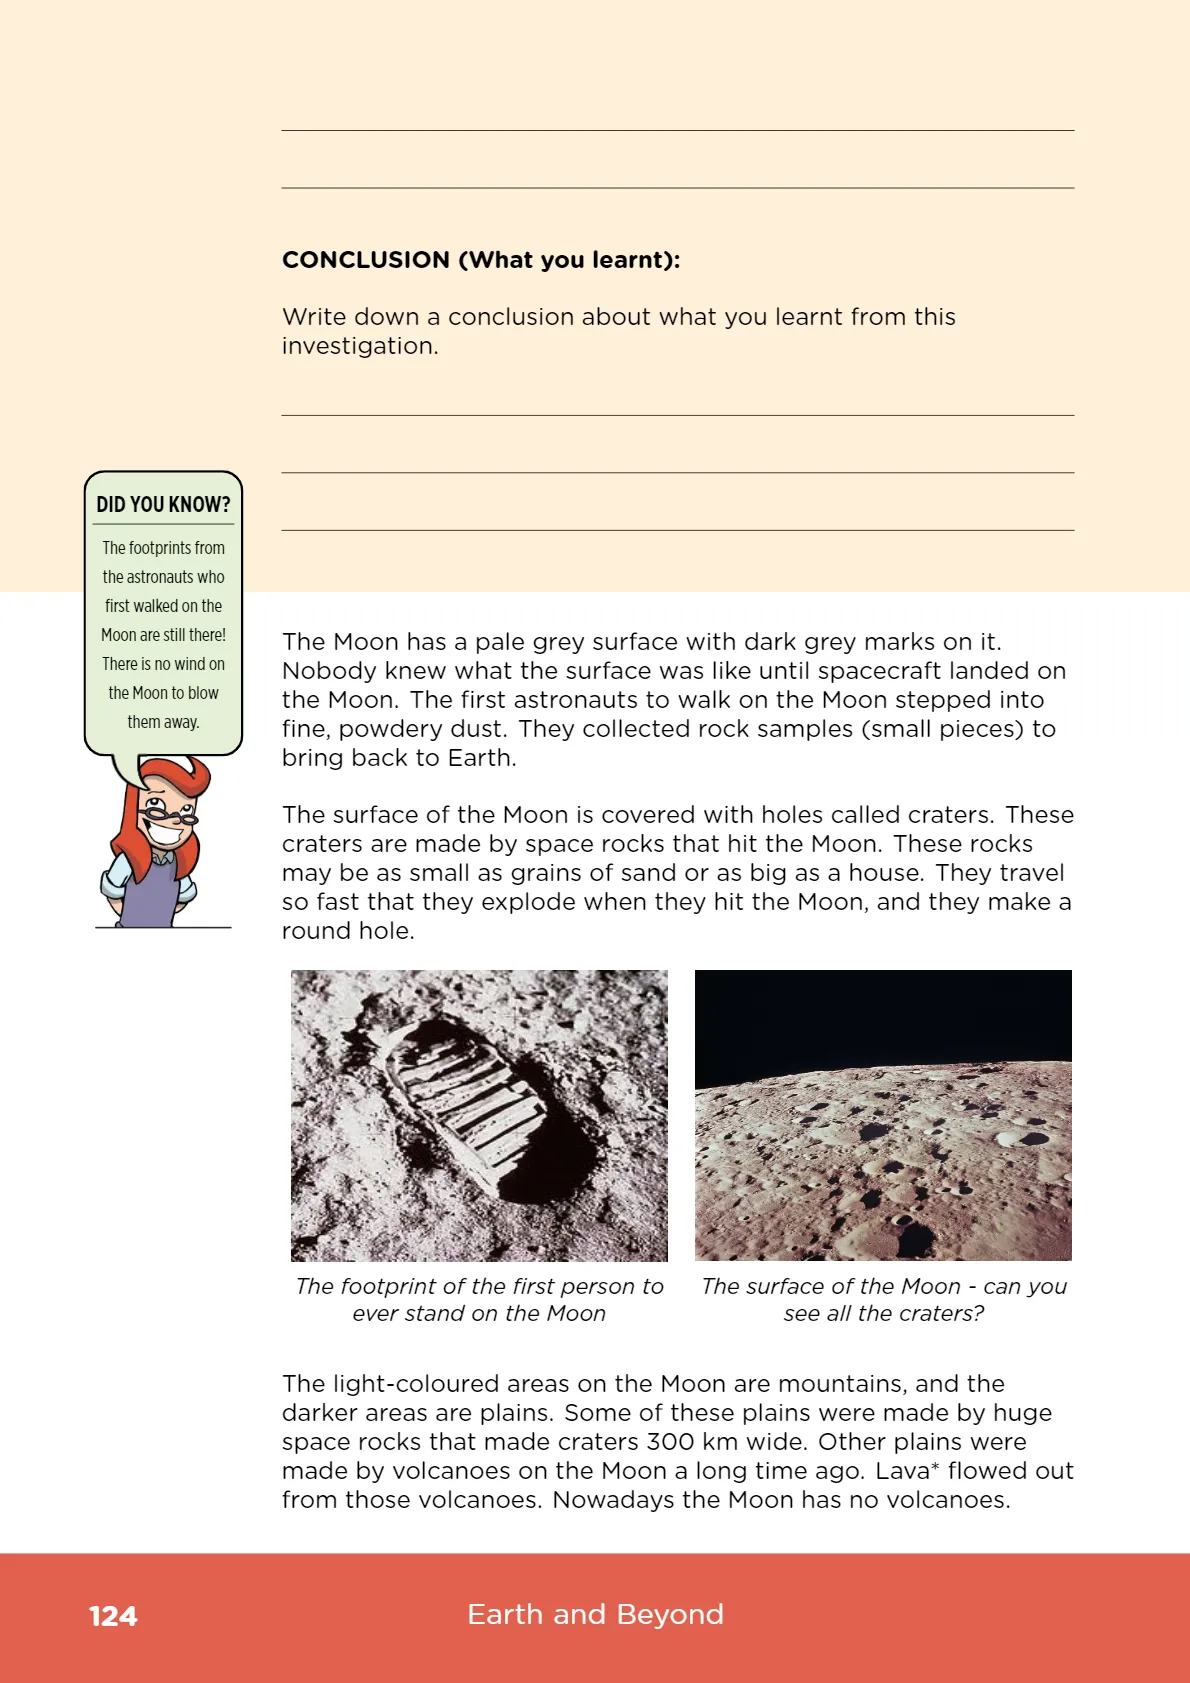 CONCLUSION (What you learnt):
Write down a conclusion about what you learnt from this
investigation.
DID YOU KNOW?
The footprints from
the astronauts who
first walked on the
Moon are still there!
There is no wind on
the Moon to blow
them away.
The Moon has a pale grey surface with dark grey marks on it.
Nobody knew what the surface was like until spacecraft landed on
the Moon. The first astronauts to walk on the Moon stepped into
fine, powdery dust. They collected rock samples (small pieces) to
bring back to Earth.
The surface of the Moon is covered with holes called craters. These
craters are made by space rocks that hit the Moon. These rocks
may be as small as grains of sand or as big as a house. They travel
so fast that they explode when they hit the Moon, and they make a
round hole.
The footprint of the first person to
ever stand on the Moon
The surface of the Moon - can you
see all the craters?
The light-coloured areas on the Moon are mountains, and the
darker areas are plains. Some of these plains were made by huge
space rocks that made craters 300 km wide. Other plains were
made by volcanoes on the Moon a long time ago. Lava* flowed out
from those volcanoes. Nowadays the Moon has no volcanoes.
124
Earth and Beyond